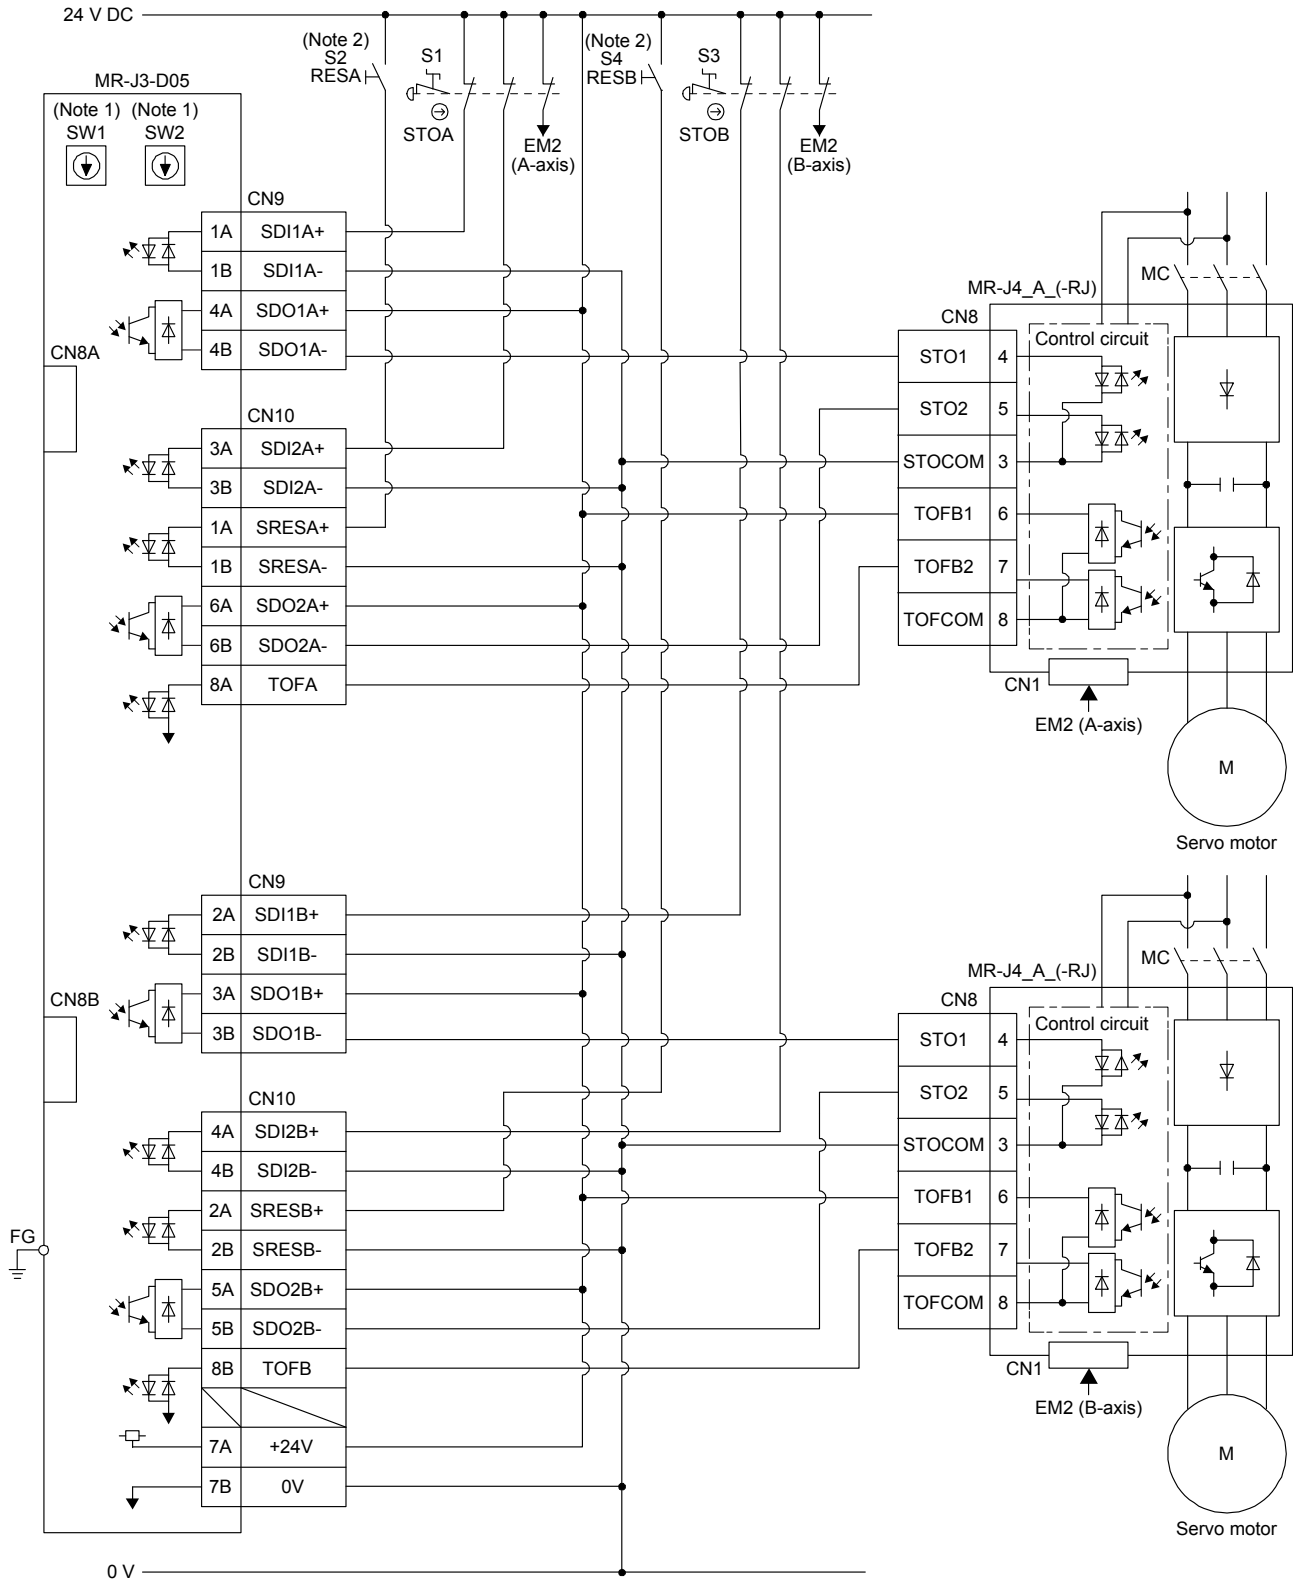 24 V DC
(Note 2)
S2
RESA
S1
STOA
EM2
(A-axis)
(Note 2)
S4
RESB
S3
STOB
EM2
(B-axis)
MR-J3-D05
(Note 1) (Note 1)
SW1 SW2
CN9
1A SDI1A+
1B SDI1A-
4A SDO1A+
4B SDO1A-
CN8A
CN10
3A SDI2A+
3B SDI2A-
1A SRESA+
1B SRESA-
6A SDO2A+
6B SDO2A-
8A TOFA
MC
MR-J4_A_(-RJ)
CN8
Control circuit
STO1 4
STO2 5
STOCOM 3
TOFB1 6
TOFB2 7
TOFCOM 8
CN1
EM2 (A-axis)
M
Servo motor
CN9
2A SDI1B+
2B SDI1B-
3A SDO1B+
3B SDO1B-
CN8B
CN10
4A SDI2B+
4B SDI2B-
2A SRESB+
2B SRESB-
5A SDO2B+
5B SDO2B-
8B TOFB
7A +24V
7B 0V
FG
MC
MR-J4_A_(-RJ)
CN8
Control circuit
STO1 4
STO2 5
STOCOM 3
TOFB1 6
TOFB2 7
TOFCOM 8
CN1
EM2 (B-axis)
M
Servo motor
0 V